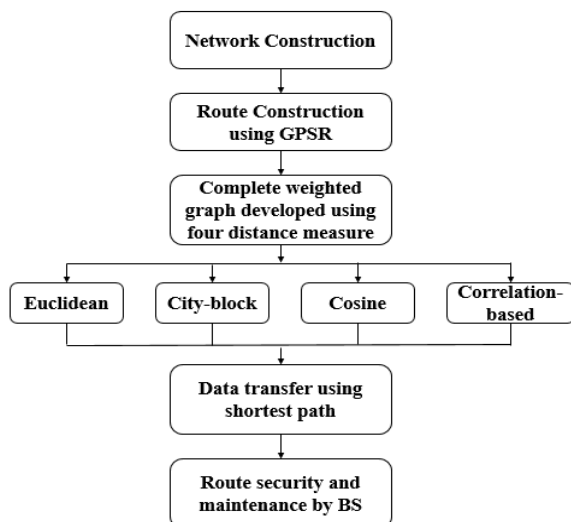 Network Construction
Route Construction
using GPSR
Complete weighted
graph developed using
four distance measure
Euclidean
City-block
Cosine
Correlation-
based
Data transfer using
shortest path
Route security and
maintenance by BS